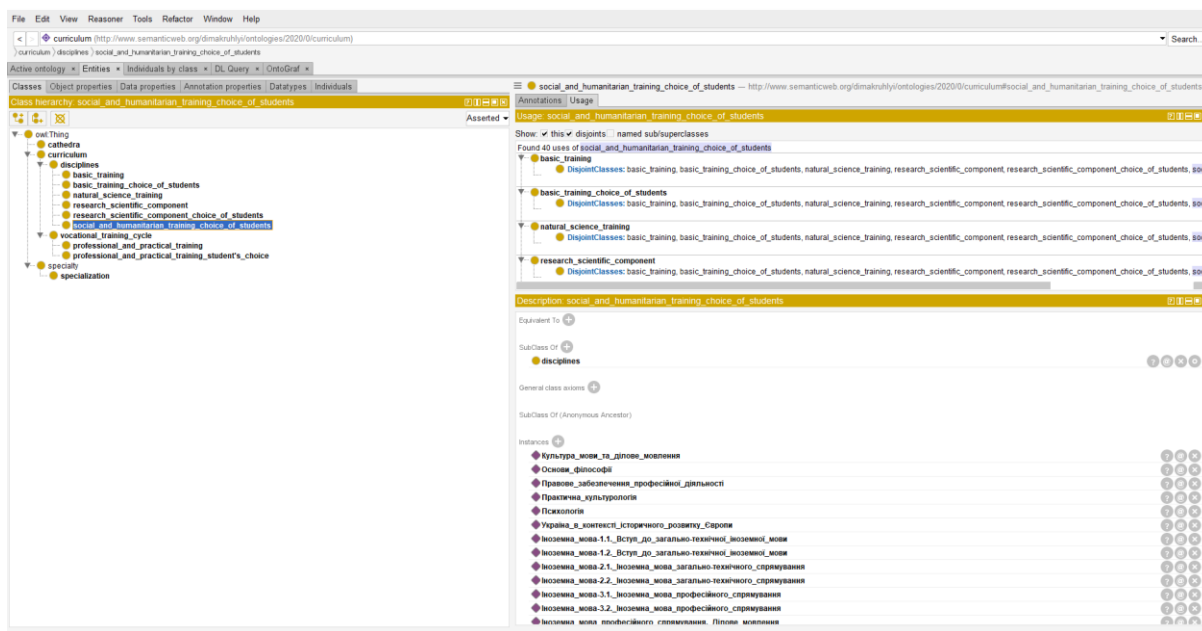 File Edit View Reasoner Tools Refactor Window Help
< > curriculum (http://www.semanticweb.org/dimakruhlyi/ontologies/2020/0/curriculum) Search...
curriculum disciplines social_and_humanitarian_training_choice_of_students
Active ontology × Entities × Individuals by class × DL Query × OntoGraf ×
Classes Object properties Data properties Annotation properties Datatypes Individuals
Class hierarchy: social_and_humanitarian_training_choice_of_students
Asserted
owl:Thing
cathedra
curriculum
disciplines
basic_training
basic_training_choice_of_students
natural_science_training
research_scientific_component
research_scientific_component_choice_of_students
social_and_humanitarian_training_choice_of_students
vocational_training_cycle
professional_and_practical_training
professional_and_practical_training_student's_choice
specialty
specialization
social_and_humanitarian_training_choice_of_students — http://www.semanticweb.org/dimakruhlyi/ontologies/2020/0/curriculum#social_and_humanitarian_training_choice_of_students
Annotations Usage
Usage: social_and_humanitarian_training_choice_of_students
Show: this disjoints named sub/superclasses
Found 40 uses of social_and_humanitarian_training_choice_of_students
basic_training
DisjointClasses: basic_training, basic_training_choice_of_students, natural_science_training, research_scientific_component, research_scientific_component_choice_of_students,
basic_training_choice_of_students
DisjointClasses: basic_training, basic_training_choice_of_students, natural_science_training, research_scientific_component, research_scientific_component_choice_of_students,
natural_science_training
DisjointClasses: basic_training, basic_training_choice_of_students, natural_science_training, research_scientific_component, research_scientific_component_choice_of_students,
research_scientific_component
DisjointClasses: basic_training, basic_training_choice_of_students, natural_science_training, research_scientific_component, research_scientific_component_choice_of_students,
Description: social_and_humanitarian_training_choice_of_students
Equivalent To
SubClass Of
disciplines
General class axioms
SubClass Of (Anonymous Ancestor)
Instances
Культура_мови_та_ділове_мовлення
Основи_філософії
Правове_забезпечення_професійної_діяльності
Практична_культурологія
Психологія
Україна_в_контексті_історичного_розвитку_Європи
Іноземна_мова-1.1._Вступ_до_загально-технічної_іноземної_мови
Іноземна_мова-1.2._Вступ_до_загально-технічної_іноземної_мови
Іноземна_мова-2.1._Іноземна_мова_загально-технічного_спрямування
Іноземна_мова-2.2._Іноземна_мова_загально-технічного_спрямування
Іноземна_мова-3.1._Іноземна_мова_професійного_спрямування
Іноземна_мова-3.2._Іноземна_мова_професійного_спрямування
Іноземна_мова_професійного_спрямування._Ділове_мовлення